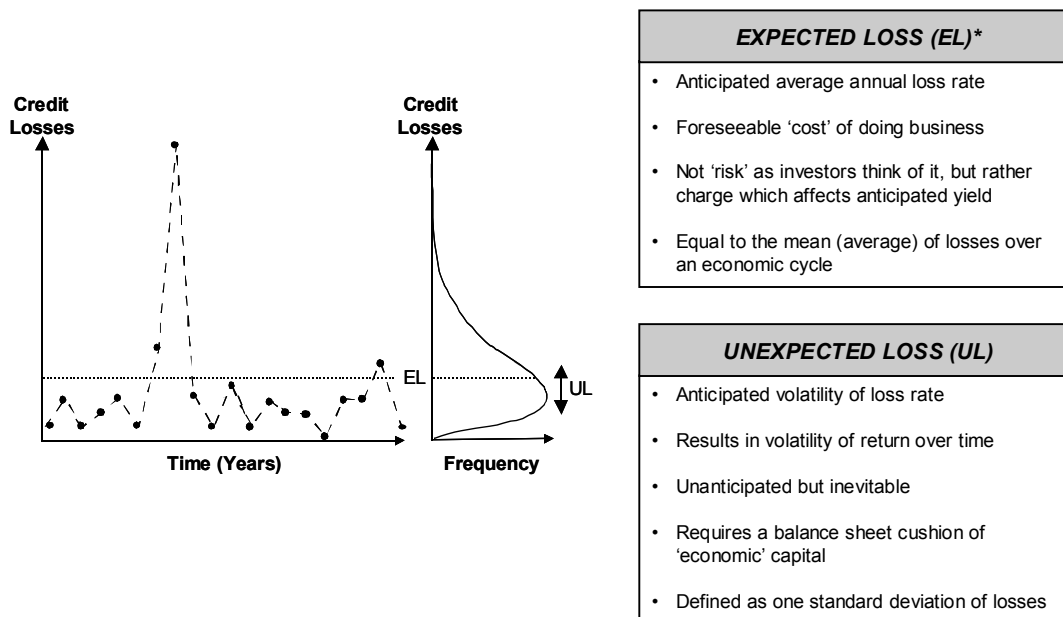 Credit
Losses
Time (Years)
EL
Credit
Losses
UL
Frequency
EXPECTED LOSS (EL)*
• Anticipated average annual loss rate
• Foreseeable ‘cost’ of doing business
• Not ‘risk’ as investors think of it, but rather
charge which affects anticipated yield
• Equal to the mean (average) of losses over
an economic cycle
UNEXPECTED LOSS (UL)
• Anticipated volatility of loss rate
• Results in volatility of return over time
• Unanticipated but inevitable
• Requires a balance sheet cushion of
‘economic’ capital
• Defined as one standard deviation of losses